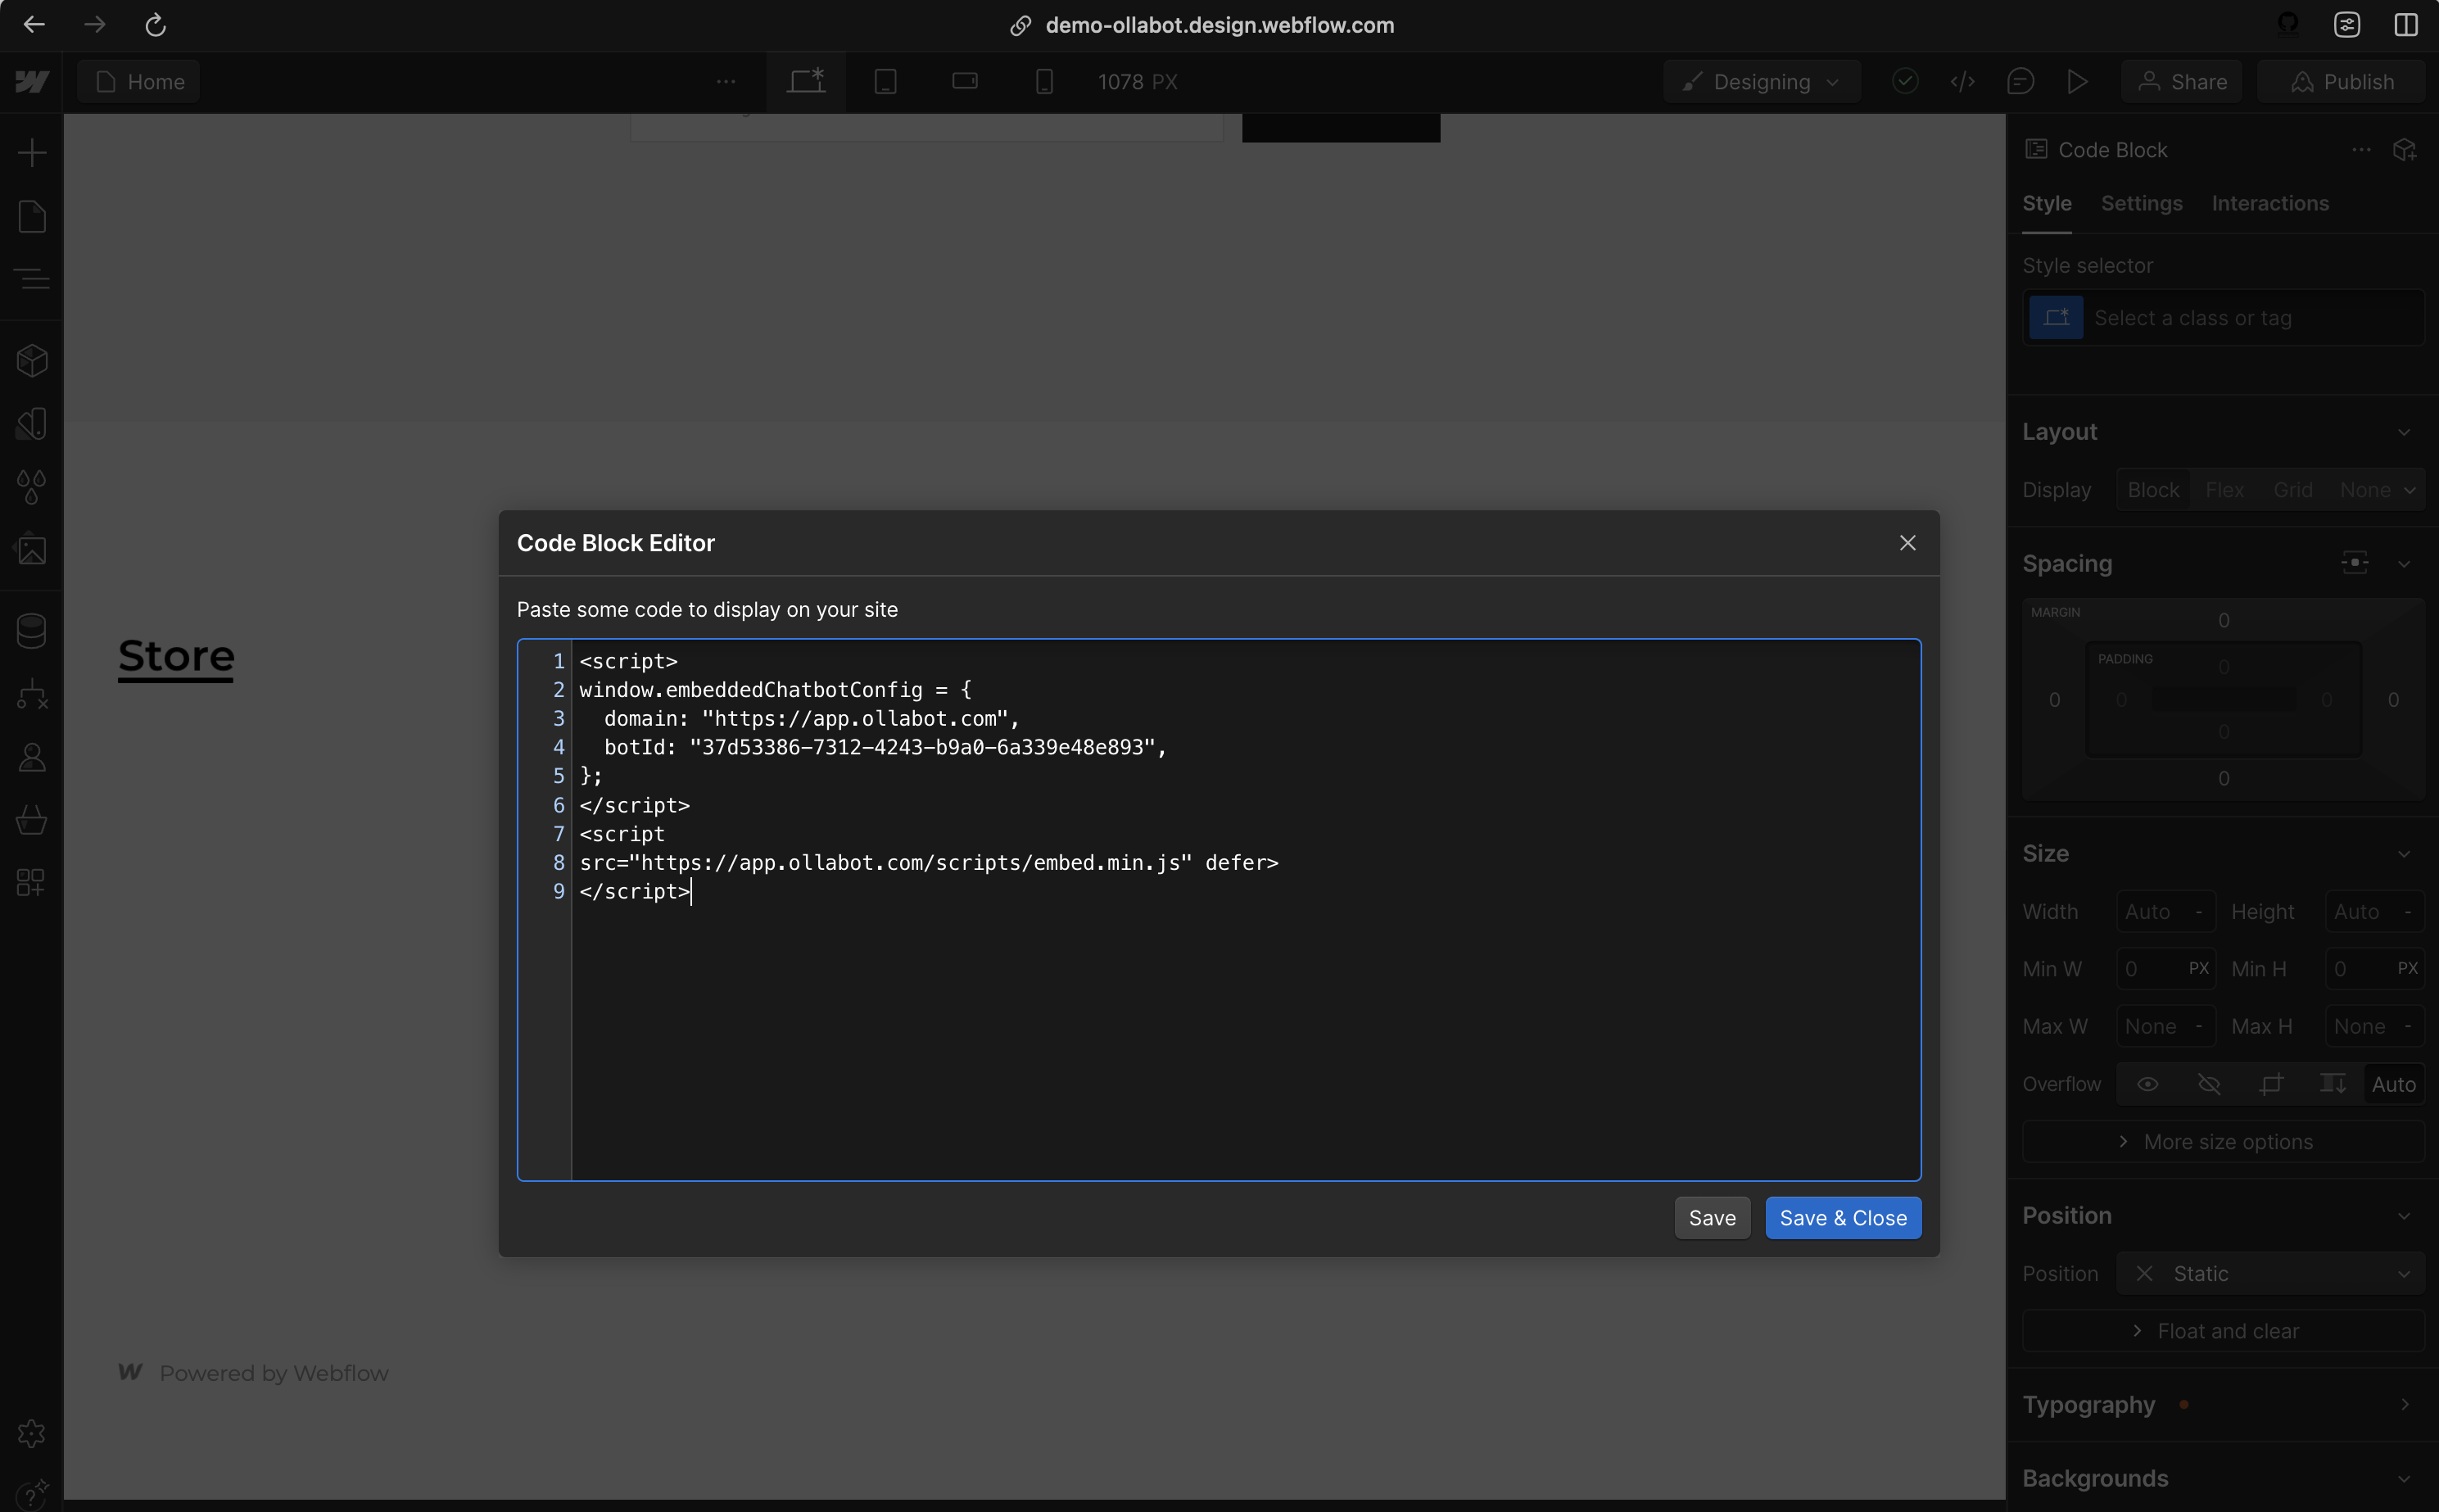 demo-ollabot.design.webflow.com
Home
1078 PX
Designing
Share
Publish
Code Block
Style Settings Interactions
Style selector
Select a class or tag
Layout
Display Block Flex Grid None
Spacing
MARGIN
0
PADDING
0
0 0 0 0
0
0
Size
Width Auto - Height Auto -
Min W 0 PX Min H 0 PX
Max W None - Max H None -
Overflow Auto
More size options
Position
Position Static
Float and clear
Typography
Backgrounds
Store
Powered by Webflow
Code Block Editor
Paste some code to display on your site
1 <script>
2 window.embeddedChatbotConfig = {
3 domain: "https://app.ollabot.com",
4 botId: "37d53386-7312-4243-b9a0-6a339e48e893",
5 };
6 </script>
7 <script
8 src="https://app.ollabot.com/scripts/embed.min.js" defer>
9 </script>
Save
Save & Close